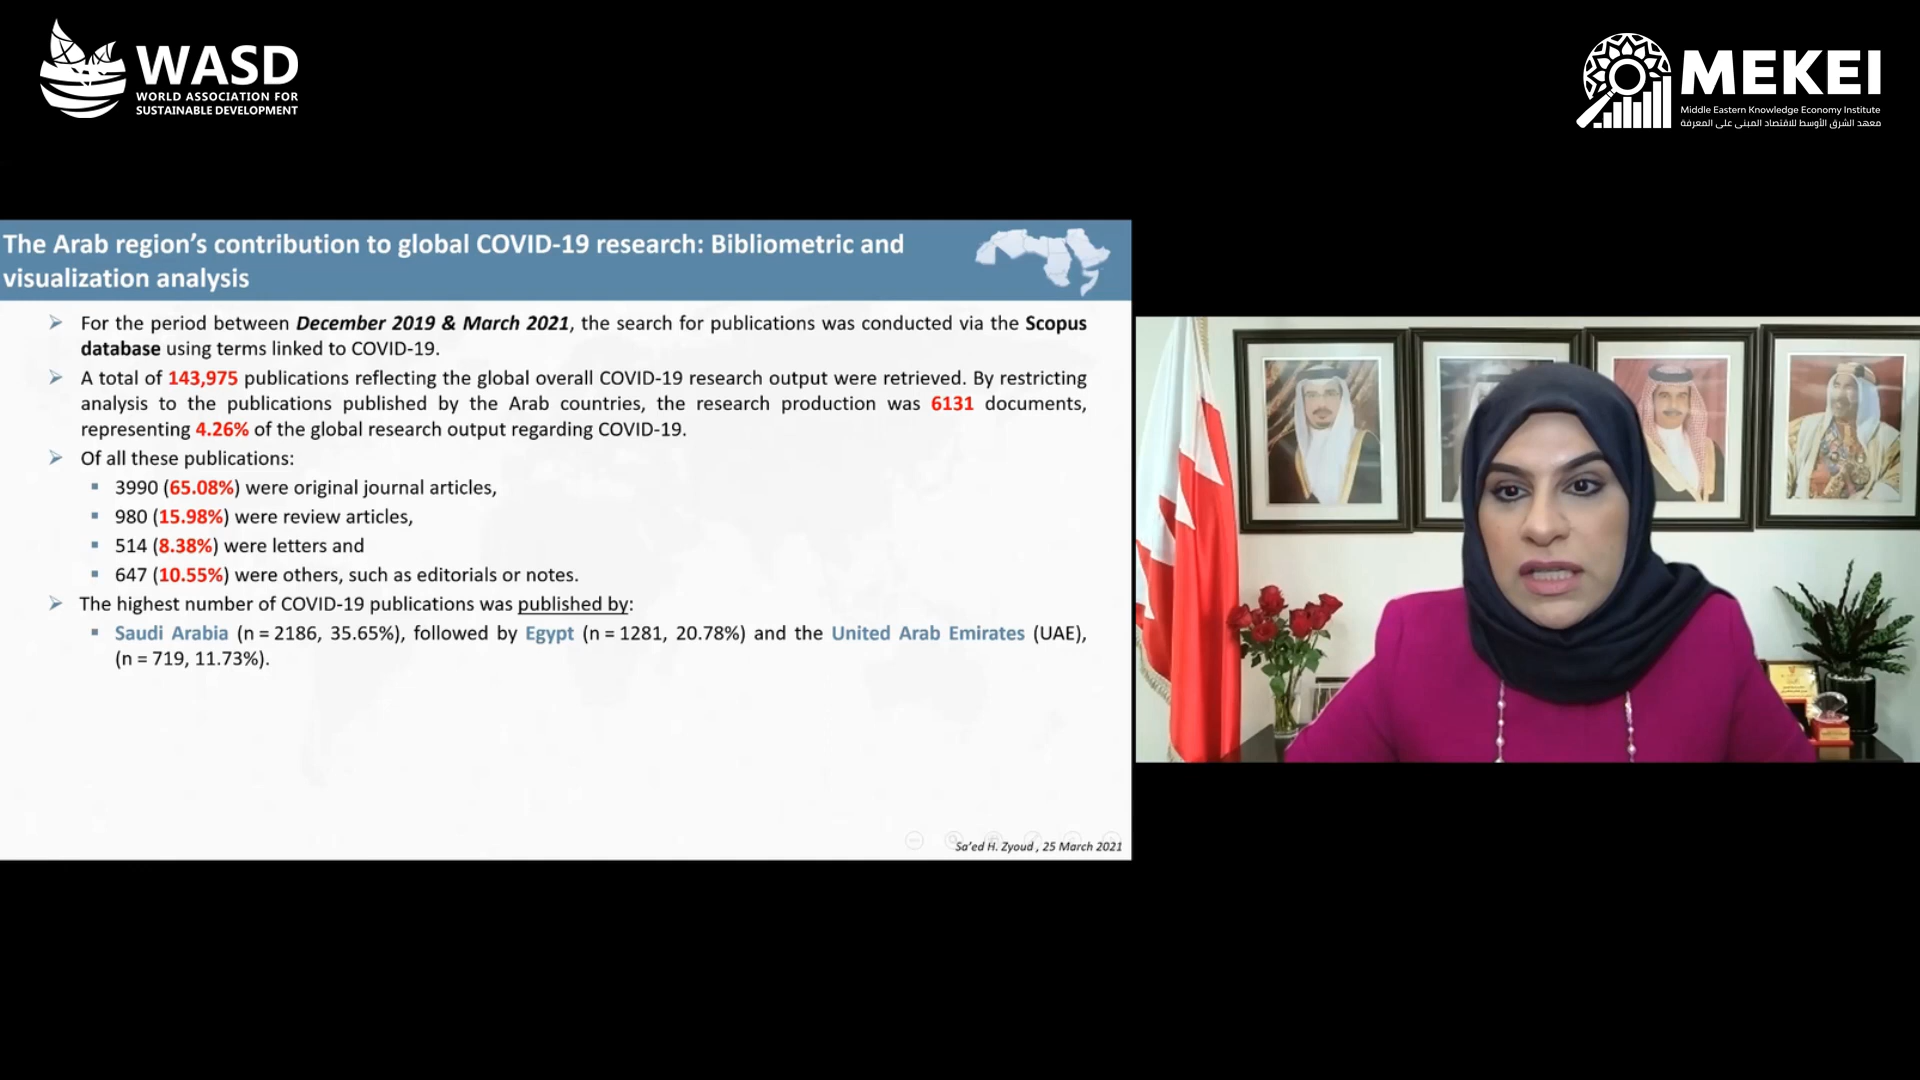 WASD
WORLD ASSOCIATION FOR
SUSTAINABLE DEVELOPMENT
MEKEI
Middle Eastern Knowledge Economy Institute
معهد الشرق الأوسط للاقتصاد المبني على المعرفة
The Arab region’s contribution to global COVID-19 research: Bibliometric and
visualization analysis
For the period between December 2019 & March 2021, the search for publications was conducted via the Scopus
database using terms linked to COVID-19.
A total of 143,975 publications reflecting the global overall COVID-19 research output were retrieved. By restricting
analysis to the publications published by the Arab countries, the research production was 6131 documents,
representing 4.26% of the global research output regarding COVID-19.
Of all these publications:
3990 (65.08%) were original journal articles,
980 (15.98%) were review articles,
514 (8.38%) were letters and
647 (10.55%) were others, such as editorials or notes.
The highest number of COVID-19 publications was published by:
Saudi Arabia (n = 2186, 35.65%), followed by Egypt (n = 1281, 20.78%) and the United Arab Emirates (UAE),
(n = 719, 11.73%).
Sa’ed H. Zyoud , 25 March 2021